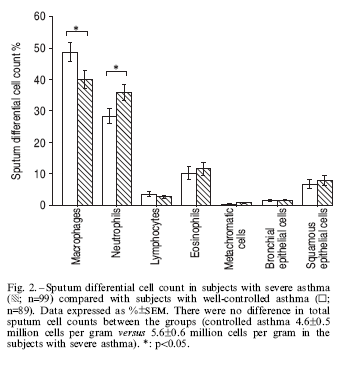 60
50
40
30
20
10
0
Sputum differential cell count %
*
*
Macrophages
Neutrophils
Lymphocytes
Eosinophils
Metachromatic
cells
Bronchial
epithelial cells
Squamous
epithelial cells
Fig. 2. – Sputum differential cell count in subjects with severe asthma
(▧; n=99) compared with subjects with well-controlled asthma (□;
n=89). Data expressed as %±SEM. There were no difference in total
sputum cell counts between the groups (controlled asthma 4.6±0.5
million cells per gram versus 5.6±0.6 million cells per gram in the
subjects with severe asthma). *: p<0.05.